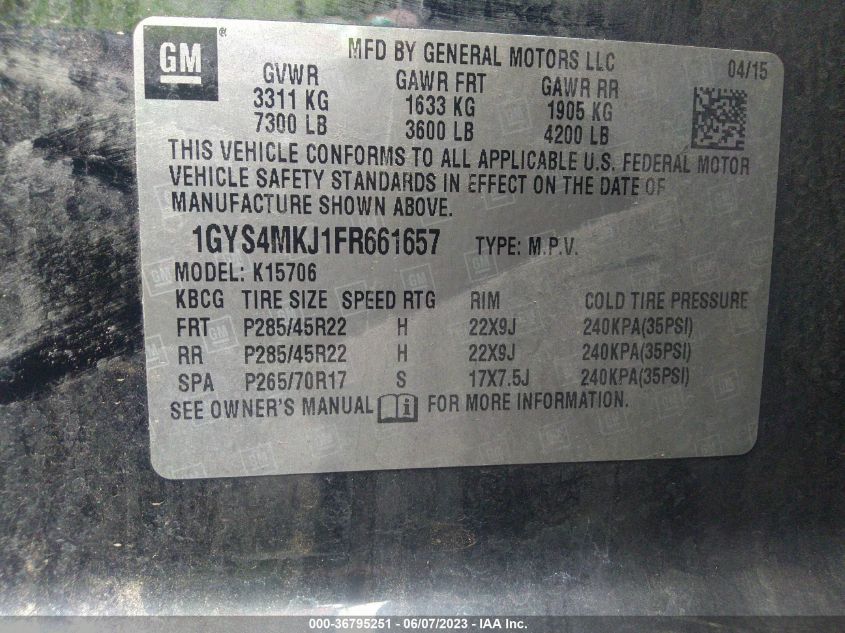 GM ®
MFD BY GENERAL MOTORS LLC
04/15
GVWR GAWR FRT GAWR RR
3311 KG 1633 KG 1905 KG
7300 LB 3600 LB 4200 LB
THIS VEHICLE CONFORMS TO ALL APPLICABLE U.S. FEDERAL MOTOR
VEHICLE SAFETY STANDARDS IN EFFECT ON THE DATE OF
MANUFACTURE SHOWN ABOVE.
1GYS4MKJ1FR661657 TYPE: M.P.V.
MODEL: K15706
KBCG TIRE SIZE SPEED RTG RIM COLD TIRE PRESSURE
FRT P285/45R22 H 22X9J 240KPA(35PSI)
RR P285/45R22 H 22X9J 240KPA(35PSI)
SPA P265/70R17 S 17X7.5J 240KPA(35PSI)
SEE OWNER'S MANUAL i FOR MORE INFORMATION.
000-36795251 - 06/07/2023 - IAA Inc.